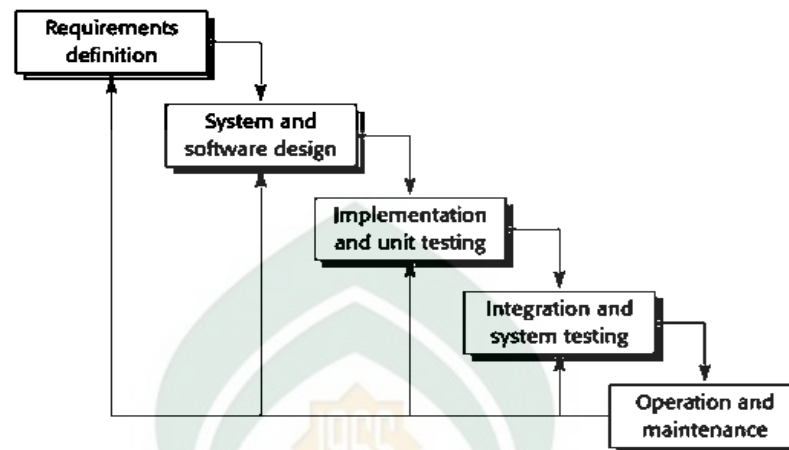 Requirements
definition
System and
software design
Implementation
and unit testing
Integration and
system testing
Operation and
maintenance